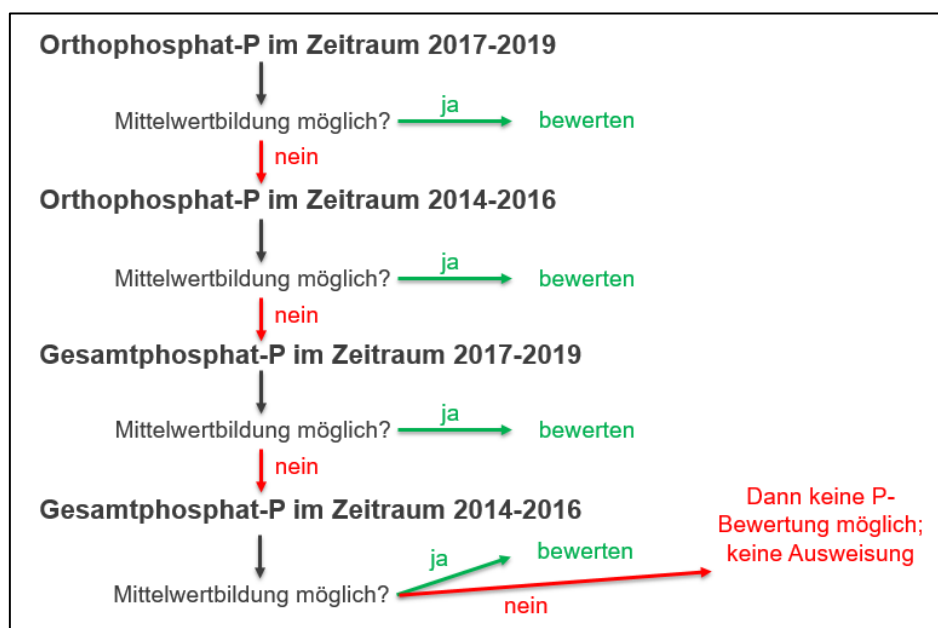 Orthophosphat-P im Zeitraum 2017-2019
Mittelwertbildung möglich?
ja
bewerten
nein
Orthophosphat-P im Zeitraum 2014-2016
Mittelwertbildung möglich?
ja
bewerten
nein
Gesamtphosphat-P im Zeitraum 2017-2019
Mittelwertbildung möglich?
ja
bewerten
nein
Gesamtphosphat-P im Zeitraum 2014-2016
Mittelwertbildung möglich?
ja
bewerten
nein
Dann keine P-
Bewertung möglich;
keine Ausweisung